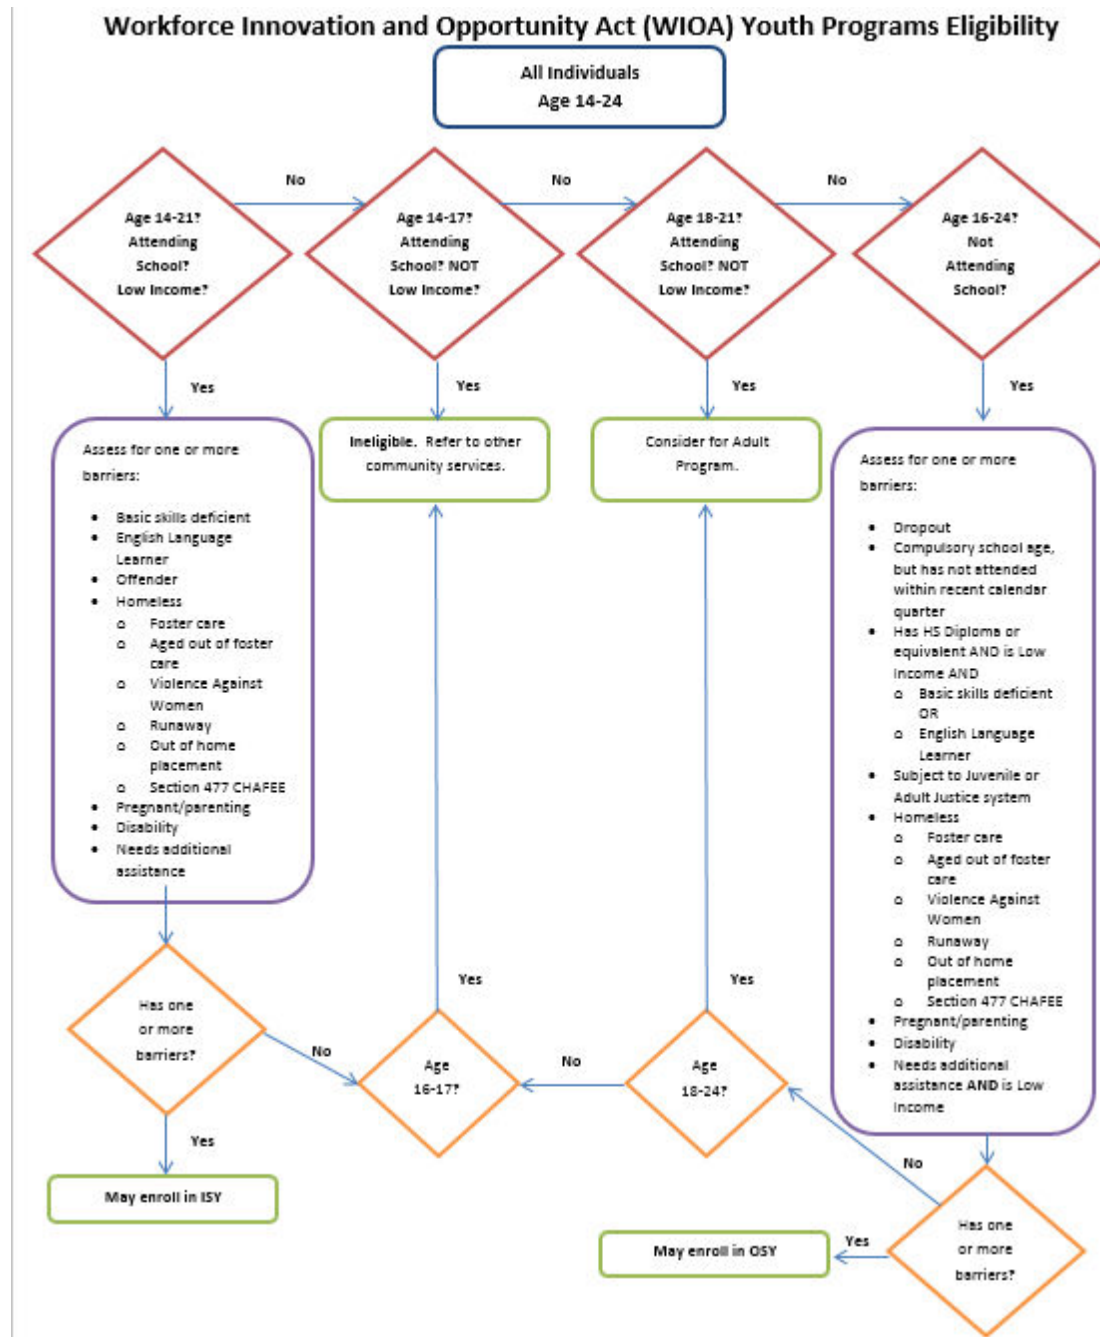 Workforce Innovation and Opportunity Act (WIOA) Youth Programs Eligibility
All Individuals
Age 14-24
No
No
No
Age 14-21?
Attending
School?
Low Income?
Age 14-17?
Attending
School? NOT
Low Income?
Age 18-21?
Attending
School? NOT
Low Income?
Age 16-24?
Not
Attending
School?
Yes
Yes
Yes
Yes
Assess for one or more
barriers:
• Basic skills deficient
• English Language
Learner
• Offender
• Homeless
o Foster care
o Aged out of foster
care
o Violence Against
Women
o Runaway
o Out of home
placement
o Section 477 CHAFEE
• Pregnant/parenting
• Disability
• Needs additional
assistance
Ineligible. Refer to other
community services.
Consider for Adult
Program.
Assess for one or more
barriers:
• Dropout
• Compulsory school age,
but has not attended
within recent calendar
quarter
• Has HS Diploma or
equivalent AND is Low
Income AND
o Basic skills deficient
OR
o English Language
Learner
• Subject to Juvenile or
Adult Justice system
• Homeless
o Foster care
o Aged out of foster
care
o Violence Against
Women
o Runaway
o Out of home
placement
o Section 477 CHAFEE
• Pregnant/parenting
• Disability
• Needs additional
assistance AND is Low
Income
Has one
or more
barriers?
No
Yes
Age
16-17?
No
Yes
Age
18-24?
No
Yes
May enroll in ISY
May enroll in OSY
Yes
Has one
or more
barriers?